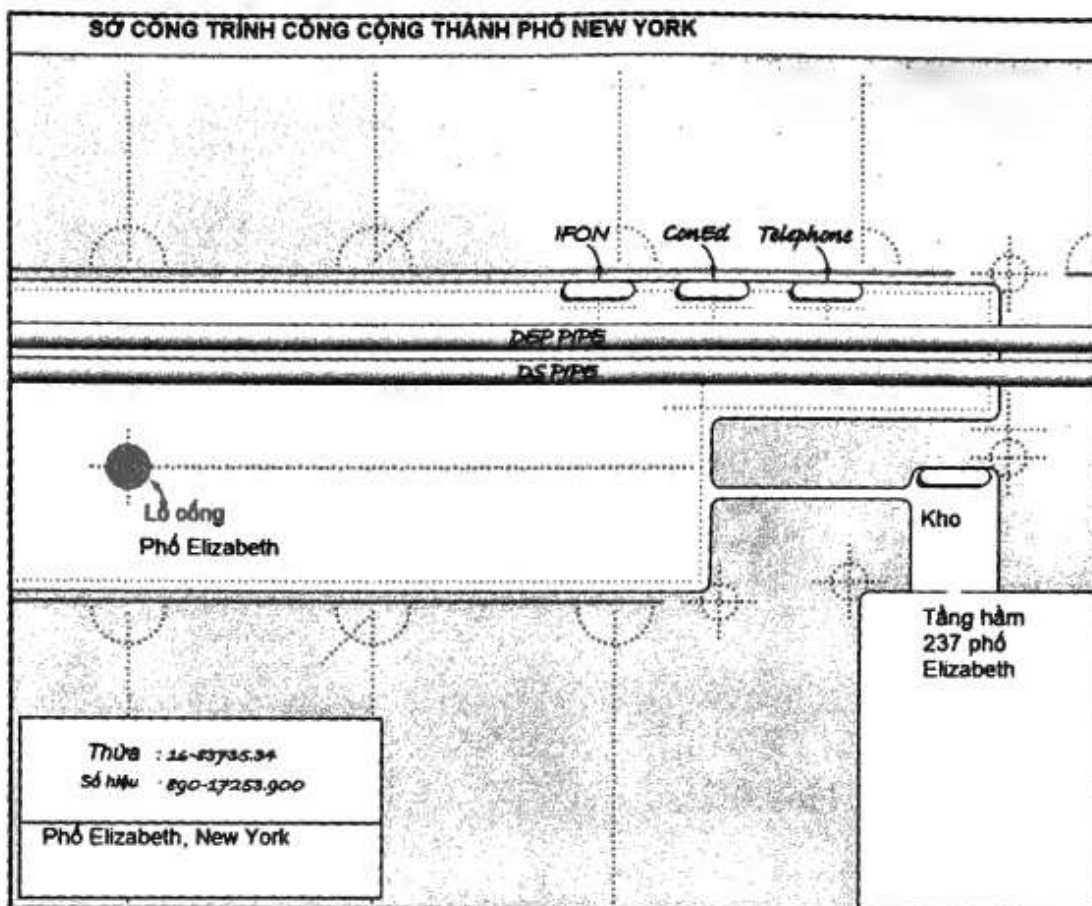 SỞ CÔNG TRÌNH CÔNG CỘNG THÀNH PHỐ NEW YORK
IFON ConEd Telephone
DEP PIPE
DS PIPE
Lỗ cống
Phố Elizabeth
Kho
Tầng hầm
237 phố
Elizabeth
Thửa : 16-83735.34
Số hiệu 890-17253.900
Phố Elizabeth, New York